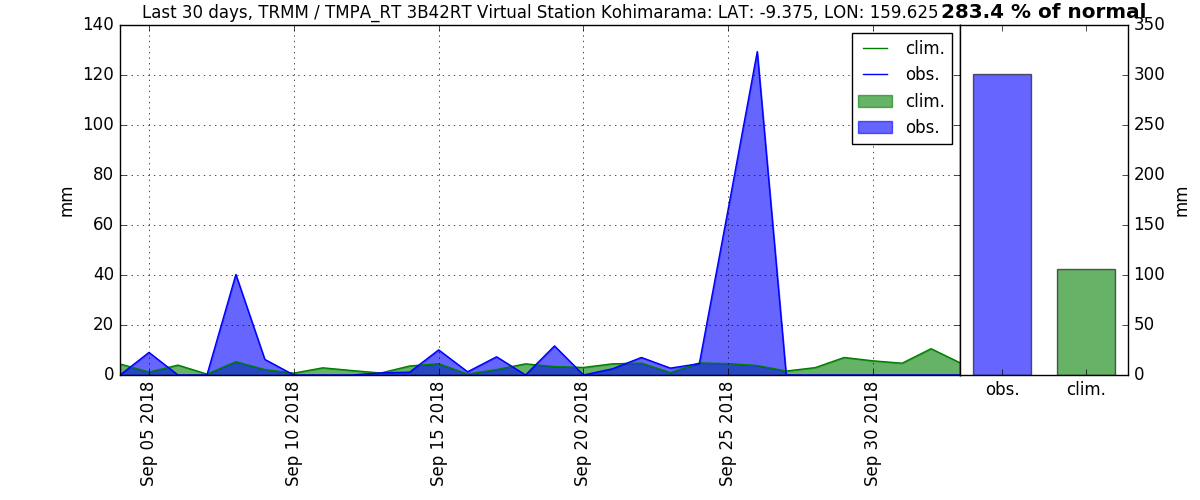 Last 30 days, TRMM / TMPA_RT 3B42RT Virtual Station Kohimarama: LAT: -9.375, LON: 159.625 283.4 % of normal
140
120
100
80
60
40
20
0
mm
clim.
obs.
clim.
obs.
Sep 05 2018
Sep 10 2018
Sep 15 2018
Sep 20 2018
Sep 25 2018
Sep 30 2018
350
300
250
200
150
100
50
0
mm
obs.
clim.